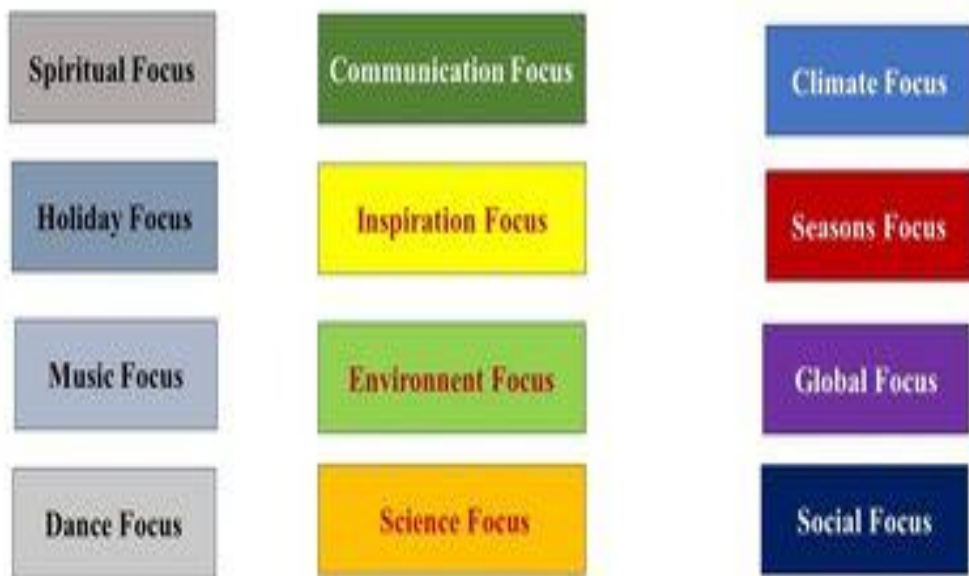 Spiritual Focus
Communication Focus
Climate Focus
Holiday Focus
Inspiration Focus
Seasons Focus
Music Focus
Environnent Focus
Global Focus
Dance Focus
Science Focus
Social Focus